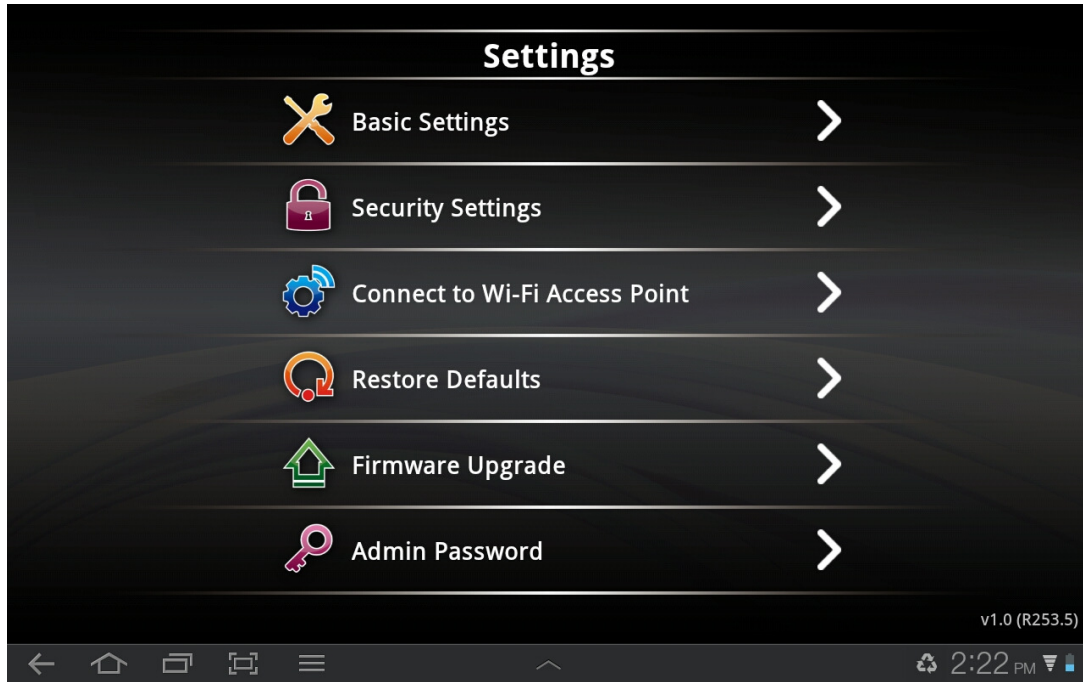 Settings
Basic Settings
Security Settings
Connect to Wi-Fi Access Point
Restore Defaults
Firmware Upgrade
Admin Password
v1.0 (R253.5)
2:22 PM